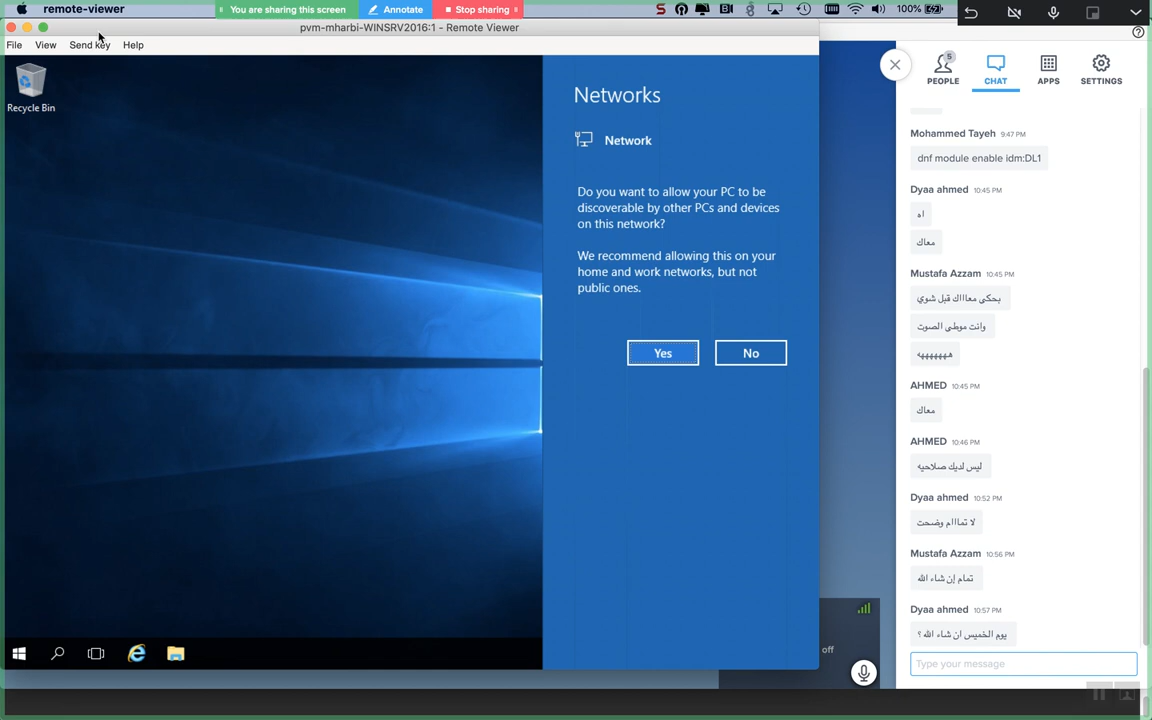 remote-viewer
You are sharing this screen
Annotate
Stop sharing
100%
pvm-mharbi-WINSRV2016:1 - Remote Viewer
File View Send key Help
Recycle Bin
Networks
Network
Do you want to allow your PC to be
discoverable by other PCs and devices
on this network?
We recommend allowing this on your
home and work networks, but not
public ones.
Yes No
off
5
PEOPLE CHAT APPS SETTINGS
Mohammed Tayeh 9:47 PM
dnf module enable idm:DL1
Dyaa ahmed 10:45 PM
اه
معاك
Mustafa Azzam 10:45 PM
بحكي معاااك قبل شوي
وانت موطي الصوت
ههههههه
AHMED 10:45 PM
معاك
AHMED 10:46 PM
ليس لديك صلاحيه
Dyaa ahmed 10:52 PM
لا تمااام وضحت
Mustafa Azzam 10:56 PM
تمام إن شاء الله
Dyaa ahmed 10:57 PM
يوم الخميس ان شاء الله ؟
Type your message